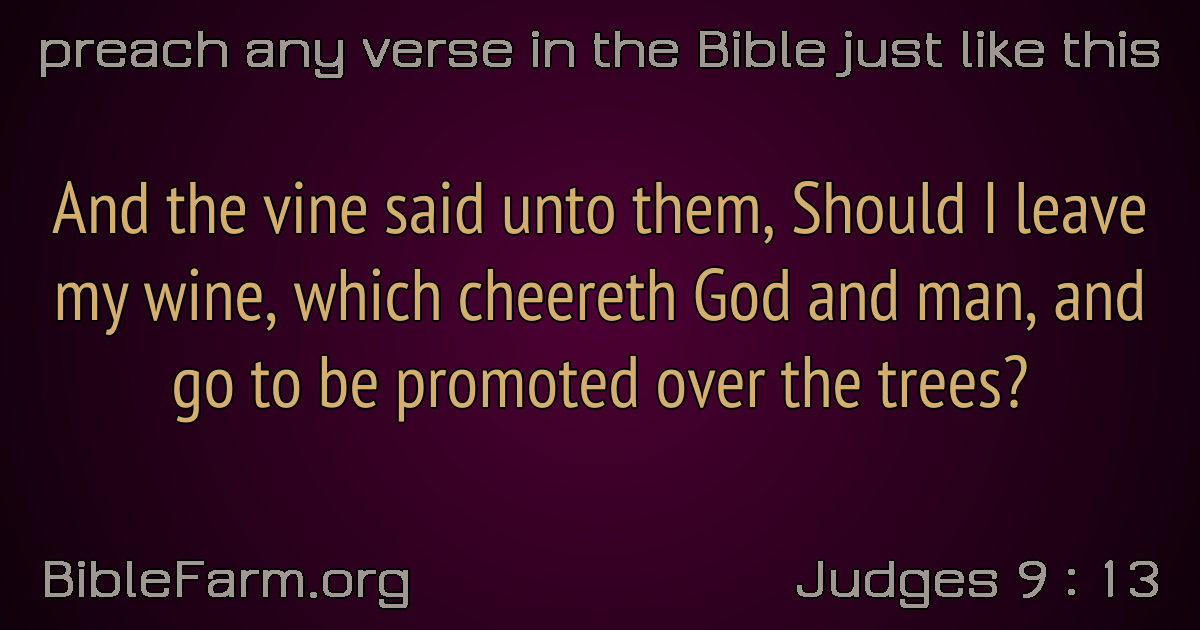 preach any verse in the Bible just like this
And the vine said unto them, Should I leave
my wine, which cheereth God and man, and
go to be promoted over the trees?
BibleFarm.org
Judges 9 : 13